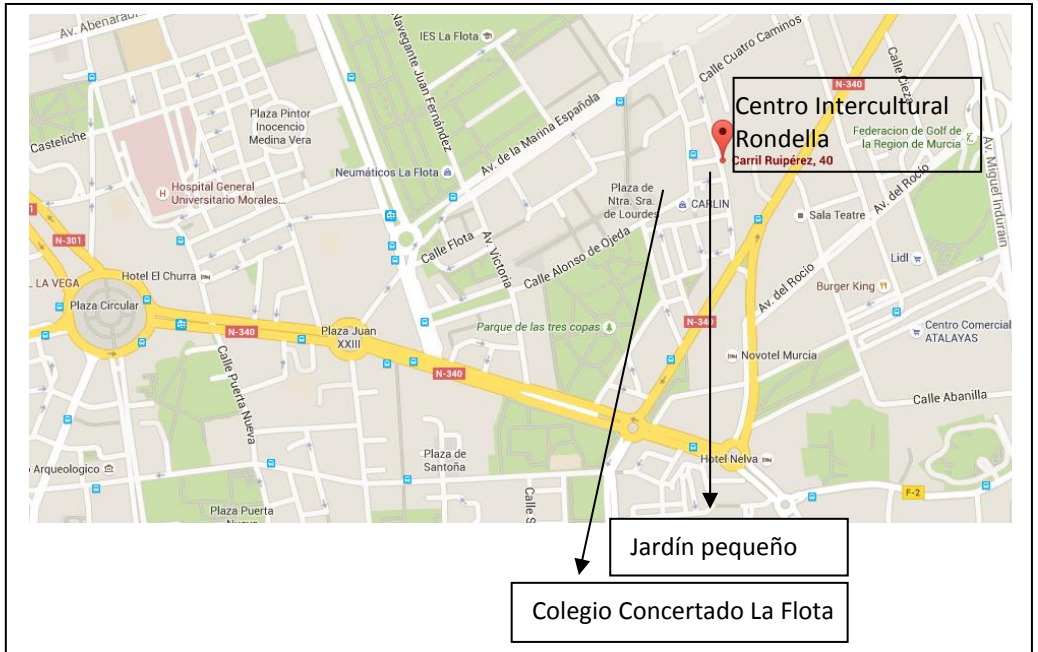 Av. Abenarabi
IES La Flota
Navegante Juan Fernández
Calle Cuatro Caminos
Calle Cieza
N-340
Centro Intercultural
Rondella
Carril Ruipérez, 40
Federacion de Golf de
la Region de Murcia
Av. Miguel Indurain
Plaza Pintor
Inocencio
Medina Vera
Casteliche
Av. de la Marina Española
Neumáticos La Flota
Hospital General
Universitario Morales...
Plaza de
Ntra. Sra.
de Lourdes
CARLIN
Sala Teatre
Av. del Rocío
N-301
Calle Flota
Av. Victoria
Calle Alonso de Ojeda
Lidl
Hotel El Churra
LA VEGA
Plaza Circular
Av. del Rocío
Burger King
N-340
Plaza Juan
XXIII
Parque de las tres copas
N-340
Centro Comercial
ATALAYAS
Novotel Murcia
Calle Puerta Nueva
N-340
Calle Abanilla
Plaza de
Santoña
Hotel Nelva
Arqueologico
Calle S
F-2
Plaza Puerta
Jardín pequeño
Colegio Concertado La Flota